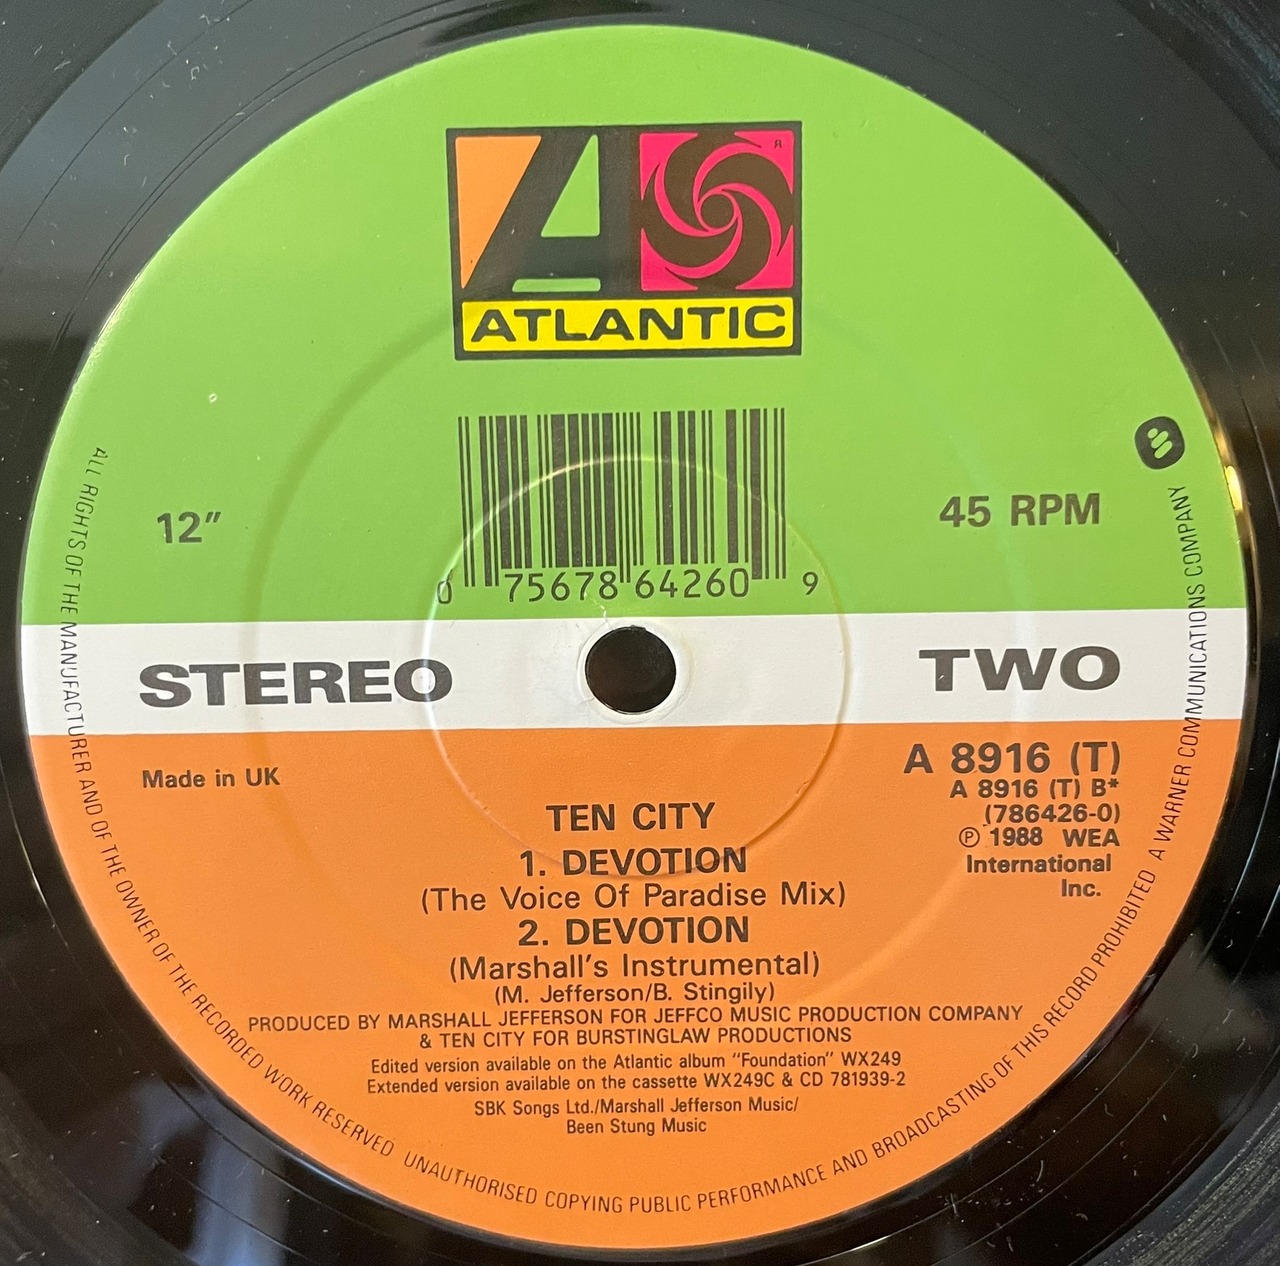 ATLANTIC
12"
45 RPM
0 75678 64260 9
STEREO
TWO
Made in UK
A 8916 (T)
A 8916 (T) B*
(786426-0)
℗ 1988 WEA
International
Inc.
TEN CITY
1. DEVOTION
(The Voice Of Paradise Mix)
2. DEVOTION
(Marshall's Instrumental)
(M. Jefferson/B. Stingily)
PRODUCED BY MARSHALL JEFFERSON FOR JEFFCO MUSIC PRODUCTION COMPANY
& TEN CITY FOR BURSTINGLAW PRODUCTIONS
Edited version available on the Atlantic album "Foundation" WX249
Extended version available on the cassette WX249C & CD 781939-2
SBK Songs Ltd./Marshall Jefferson Music/
Been Stung Music
ALL RIGHTS OF THE MANUFACTURER AND OF THE OWNER OF THE RECORDED WORK RESERVED UNAUTHORISED COPYING PUBLIC PERFORMANCE AND BROADCASTING OF THIS RECORD PROHIBITED A WARNER COMMUNICATIONS COMPANY